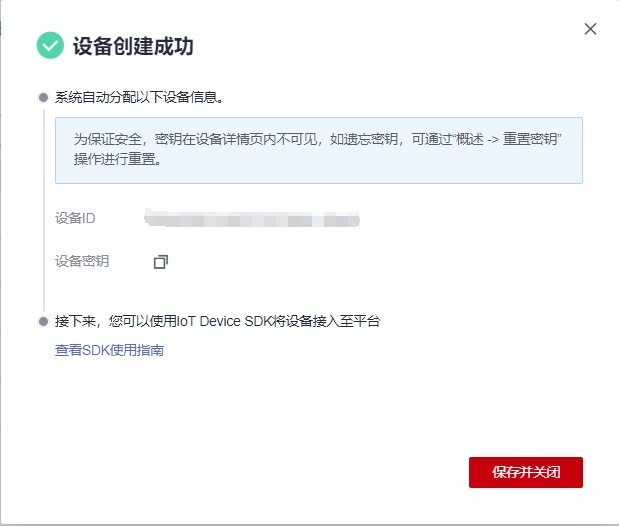 设备创建成功
系统自动分配以下设备信息。
为保证安全，密钥在设备详情页内不可见，如遗忘密钥，可通过“概述 -> 重置密钥”
操作进行重置。
设备ID
设备密钥
接下来，您可以使用IoT Device SDK将设备接入至平台
查看SDK使用指南
保存并关闭